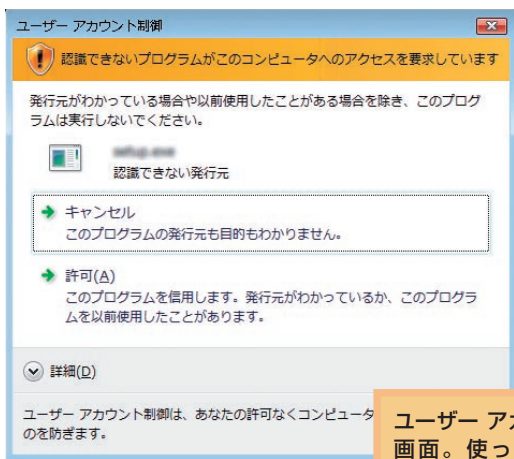 ユーザー アカウント制御
認識できないプログラムがこのコンピュータへのアクセスを要求しています
発行元がわかっている場合や以前使用したことがある場合を除き、このプログ
ラムは実行しないでください。
認識できない発行元
キャンセル
このプログラムの発行元も目的もわかりません。
許可(A)
このプログラムを信用します。発行元がわかっているか、このプログラ
ムを以前使用したことがあります。
詳細(D)
ユーザー アカウント制御は、あなたの許可なくコンピュータ
のを防ぎます。
ユーザー アカ
画面。使っ